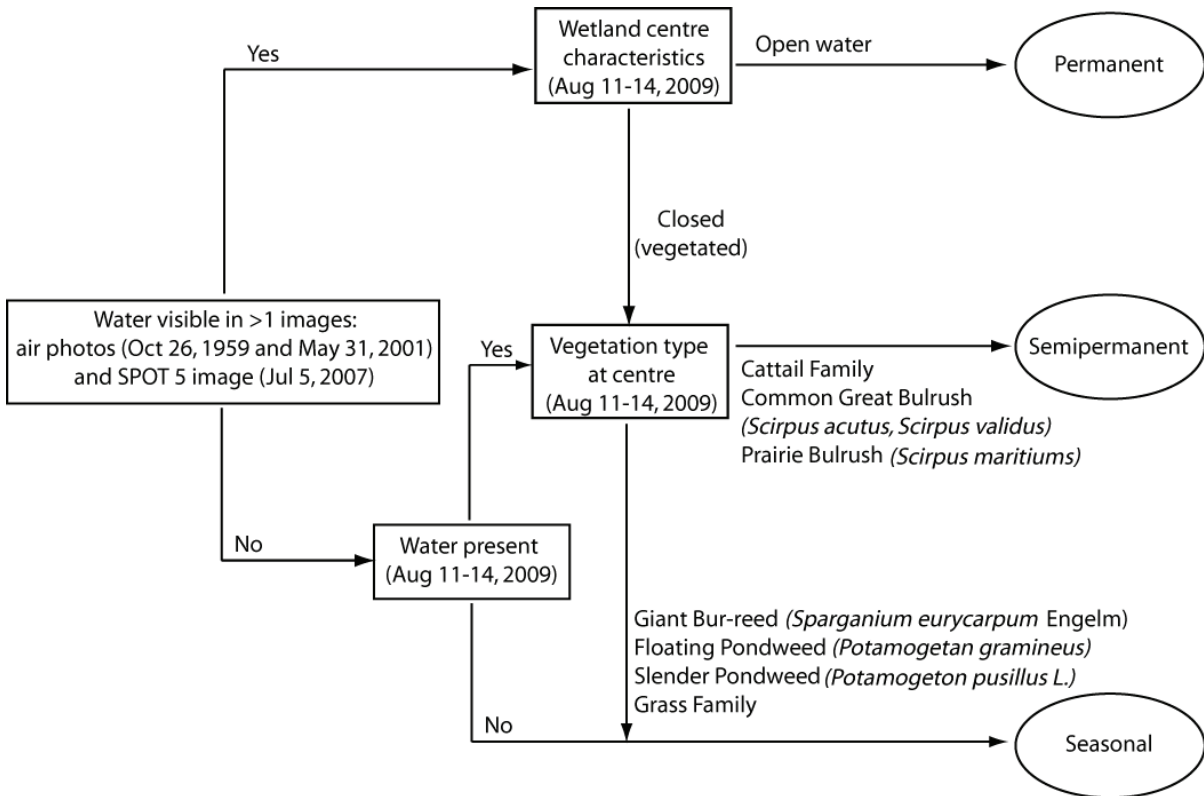 Wetland centre
characteristics
(Aug 11-14, 2009)
Yes
Open water
Permanent
Closed
(vegetated)
Water visible in >1 images:
air photos (Oct 26, 1959 and May 31, 2001)
and SPOT 5 image (Jul 5, 2007)
Yes
Vegetation type
at centre
(Aug 11-14, 2009)
Semipermanent
Cattail Family
Common Great Bulrush
(Scirpus acutus, Scirpus validus)
Prairie Bulrush (Scirpus maritiums)
No
Water present
(Aug 11-14, 2009)
Giant Bur-reed (Sparganium eurycarpum Engelm)
Floating Pondweed (Potamogetan gramineus)
Slender Pondweed (Potamogeton pusillus L.)
Grass Family
No
Seasonal